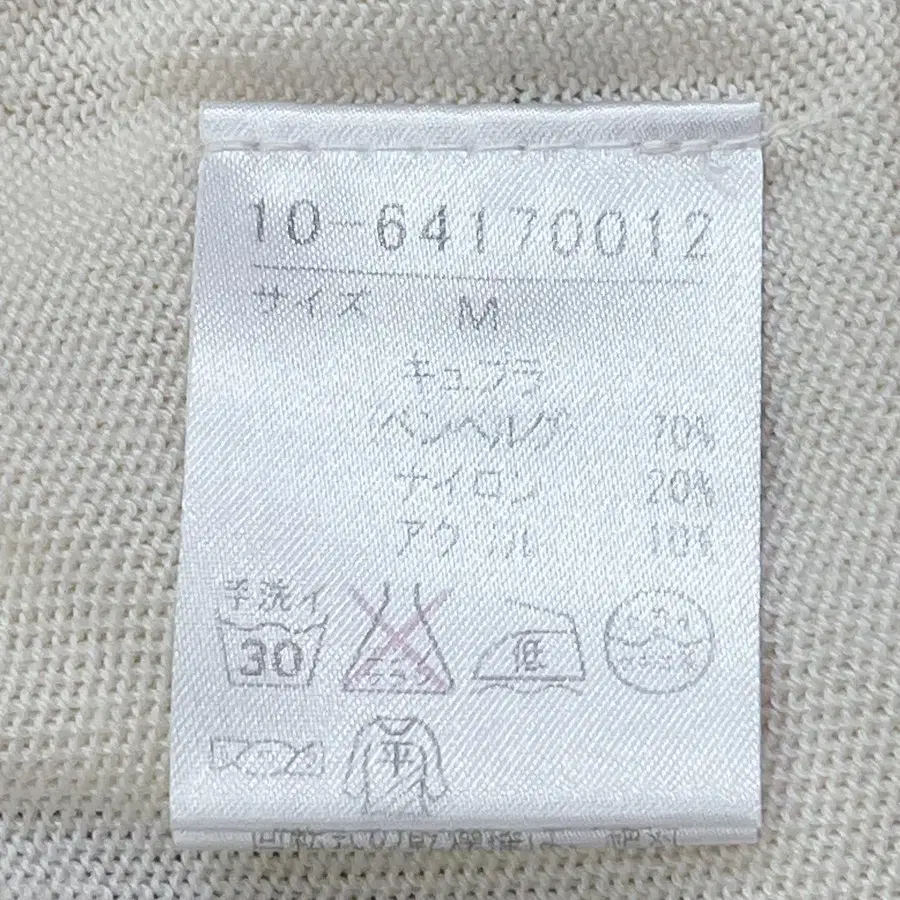 10-64170012
サイズ M
キュプラ
ベンベルグ 70%
ナイロン 20%
アクリル 10%
手洗イ
30
低
平